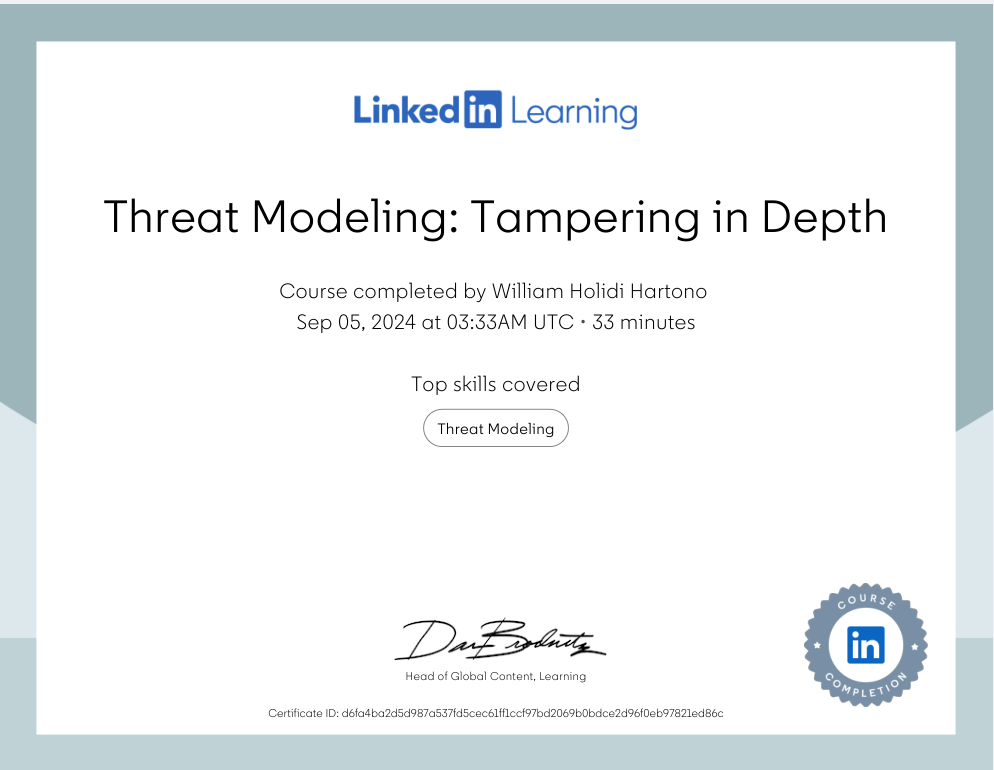 Linkedin Learning
Threat Modeling: Tampering in Depth
Course completed by William Holidi Hartono
Sep 05, 2024 at 03:33AM UTC • 33 minutes
Top skills covered
Threat Modeling
Dan Brodnitz
Head of Global Content, Learning
Certificate ID: d6fa4ba2d5d987a537fd5cec61ff1ccf97bd2069b0bdce2d96f0eb97821ed86c
COURSE
in
COMPLETION